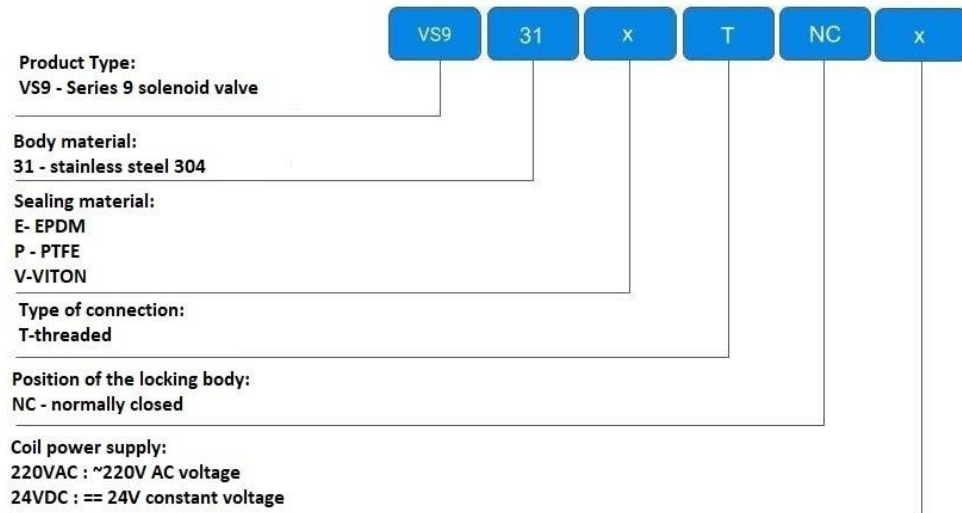 VS9 31 x T NC x
Product Type:
VS9 - Series 9 solenoid valve
Body material:
31 - stainless steel 304
Sealing material:
E- EPDM
P - PTFE
V-VITON
Type of connection:
T-threaded
Position of the locking body:
NC - normally closed
Coil power supply:
220VAC : ~220V AC voltage
24VDC : == 24V constant voltage